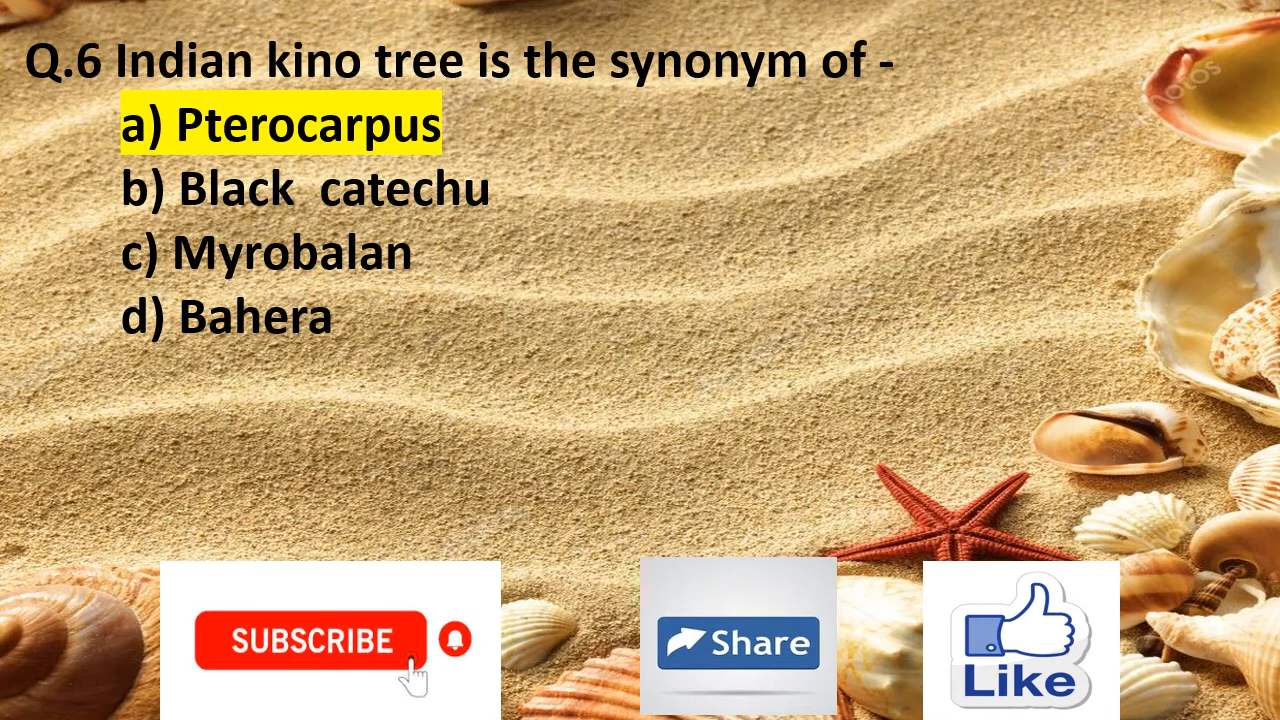 Q.6 Indian kino tree is the synonym of -
a) Pterocarpus
b) Black catechu
c) Myrobalan
d) Bahera
SUBSCRIBE
Share
Like